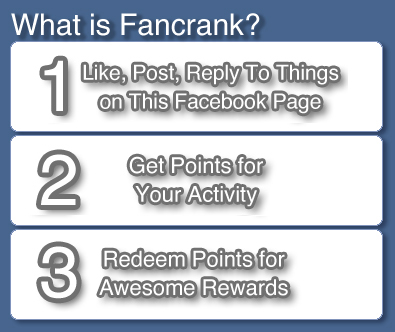 What is Fancrank?
1
Like, Post, Reply To Things
on This Facebook Page
2
Get Points for
Your Activity
3
Redeem Points for
Awesome Rewards